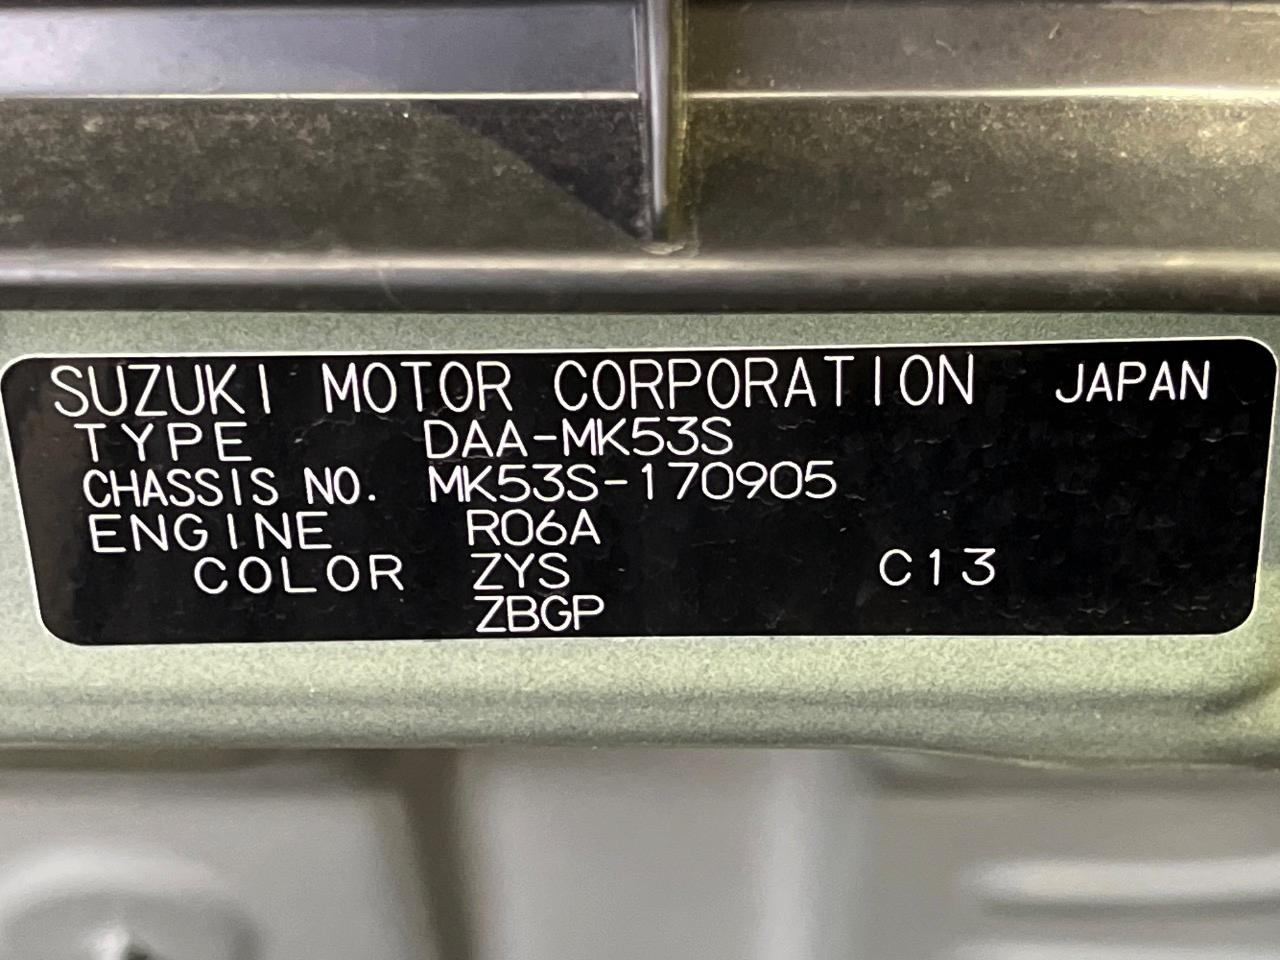 SUZUKI MOTOR CORPORATION JAPAN
TYPE DAA-MK53S
CHASSIS NO. MK53S-170905
ENGINE R06A
COLOR ZYS C13
ZBGP